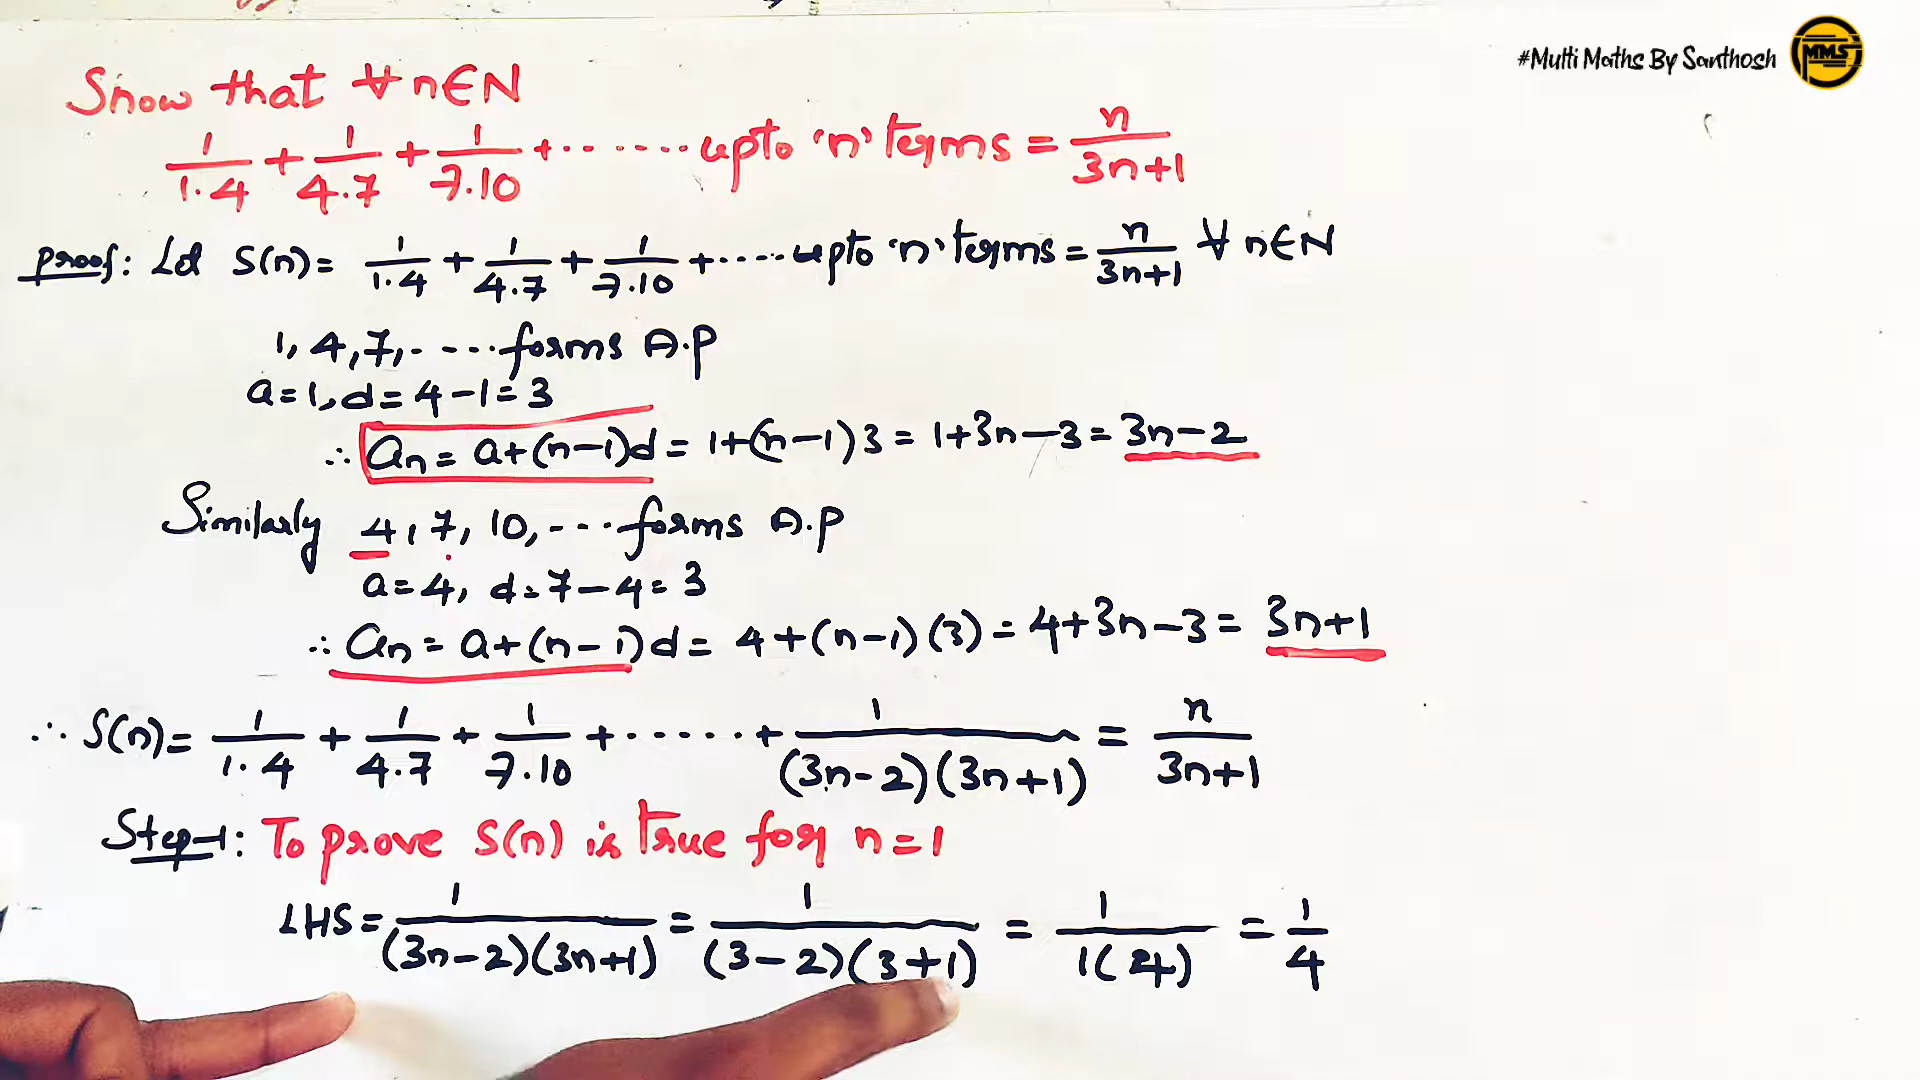 #Multi Maths By Santhosh
MMS
Show that ∀ n∈N
1/1.4 + 1/4.7 + 1/7.10 + ....... upto 'n' terms = n/3n+1
proof: Let S(n) = 1/1.4 + 1/4.7 + 1/7.10 + ..... upto 'n' terms = n/3n+1 ∀ n∈N
1, 4, 7, ..... forms A.P
a = 1, d = 4 - 1 = 3
∴ an = a+(n-1)d = 1+(n-1)3 = 1+3n-3 = 3n-2
Similarly 4, 7, 10, .... forms A.P
a = 4, d = 7 - 4 = 3
∴ an = a+(n-1)d = 4+(n-1)(3) = 4+3n-3 = 3n+1
∴ S(n) = 1/1.4 + 1/4.7 + 1/7.10 + ...... + 1/(3n-2)(3n+1) = n/3n+1
Step-1: To prove S(n) is true for n=1
LHS = 1/(3n-2)(3n+1) = 1/(3-2)(3+1) = 1/1(4) = 1/4